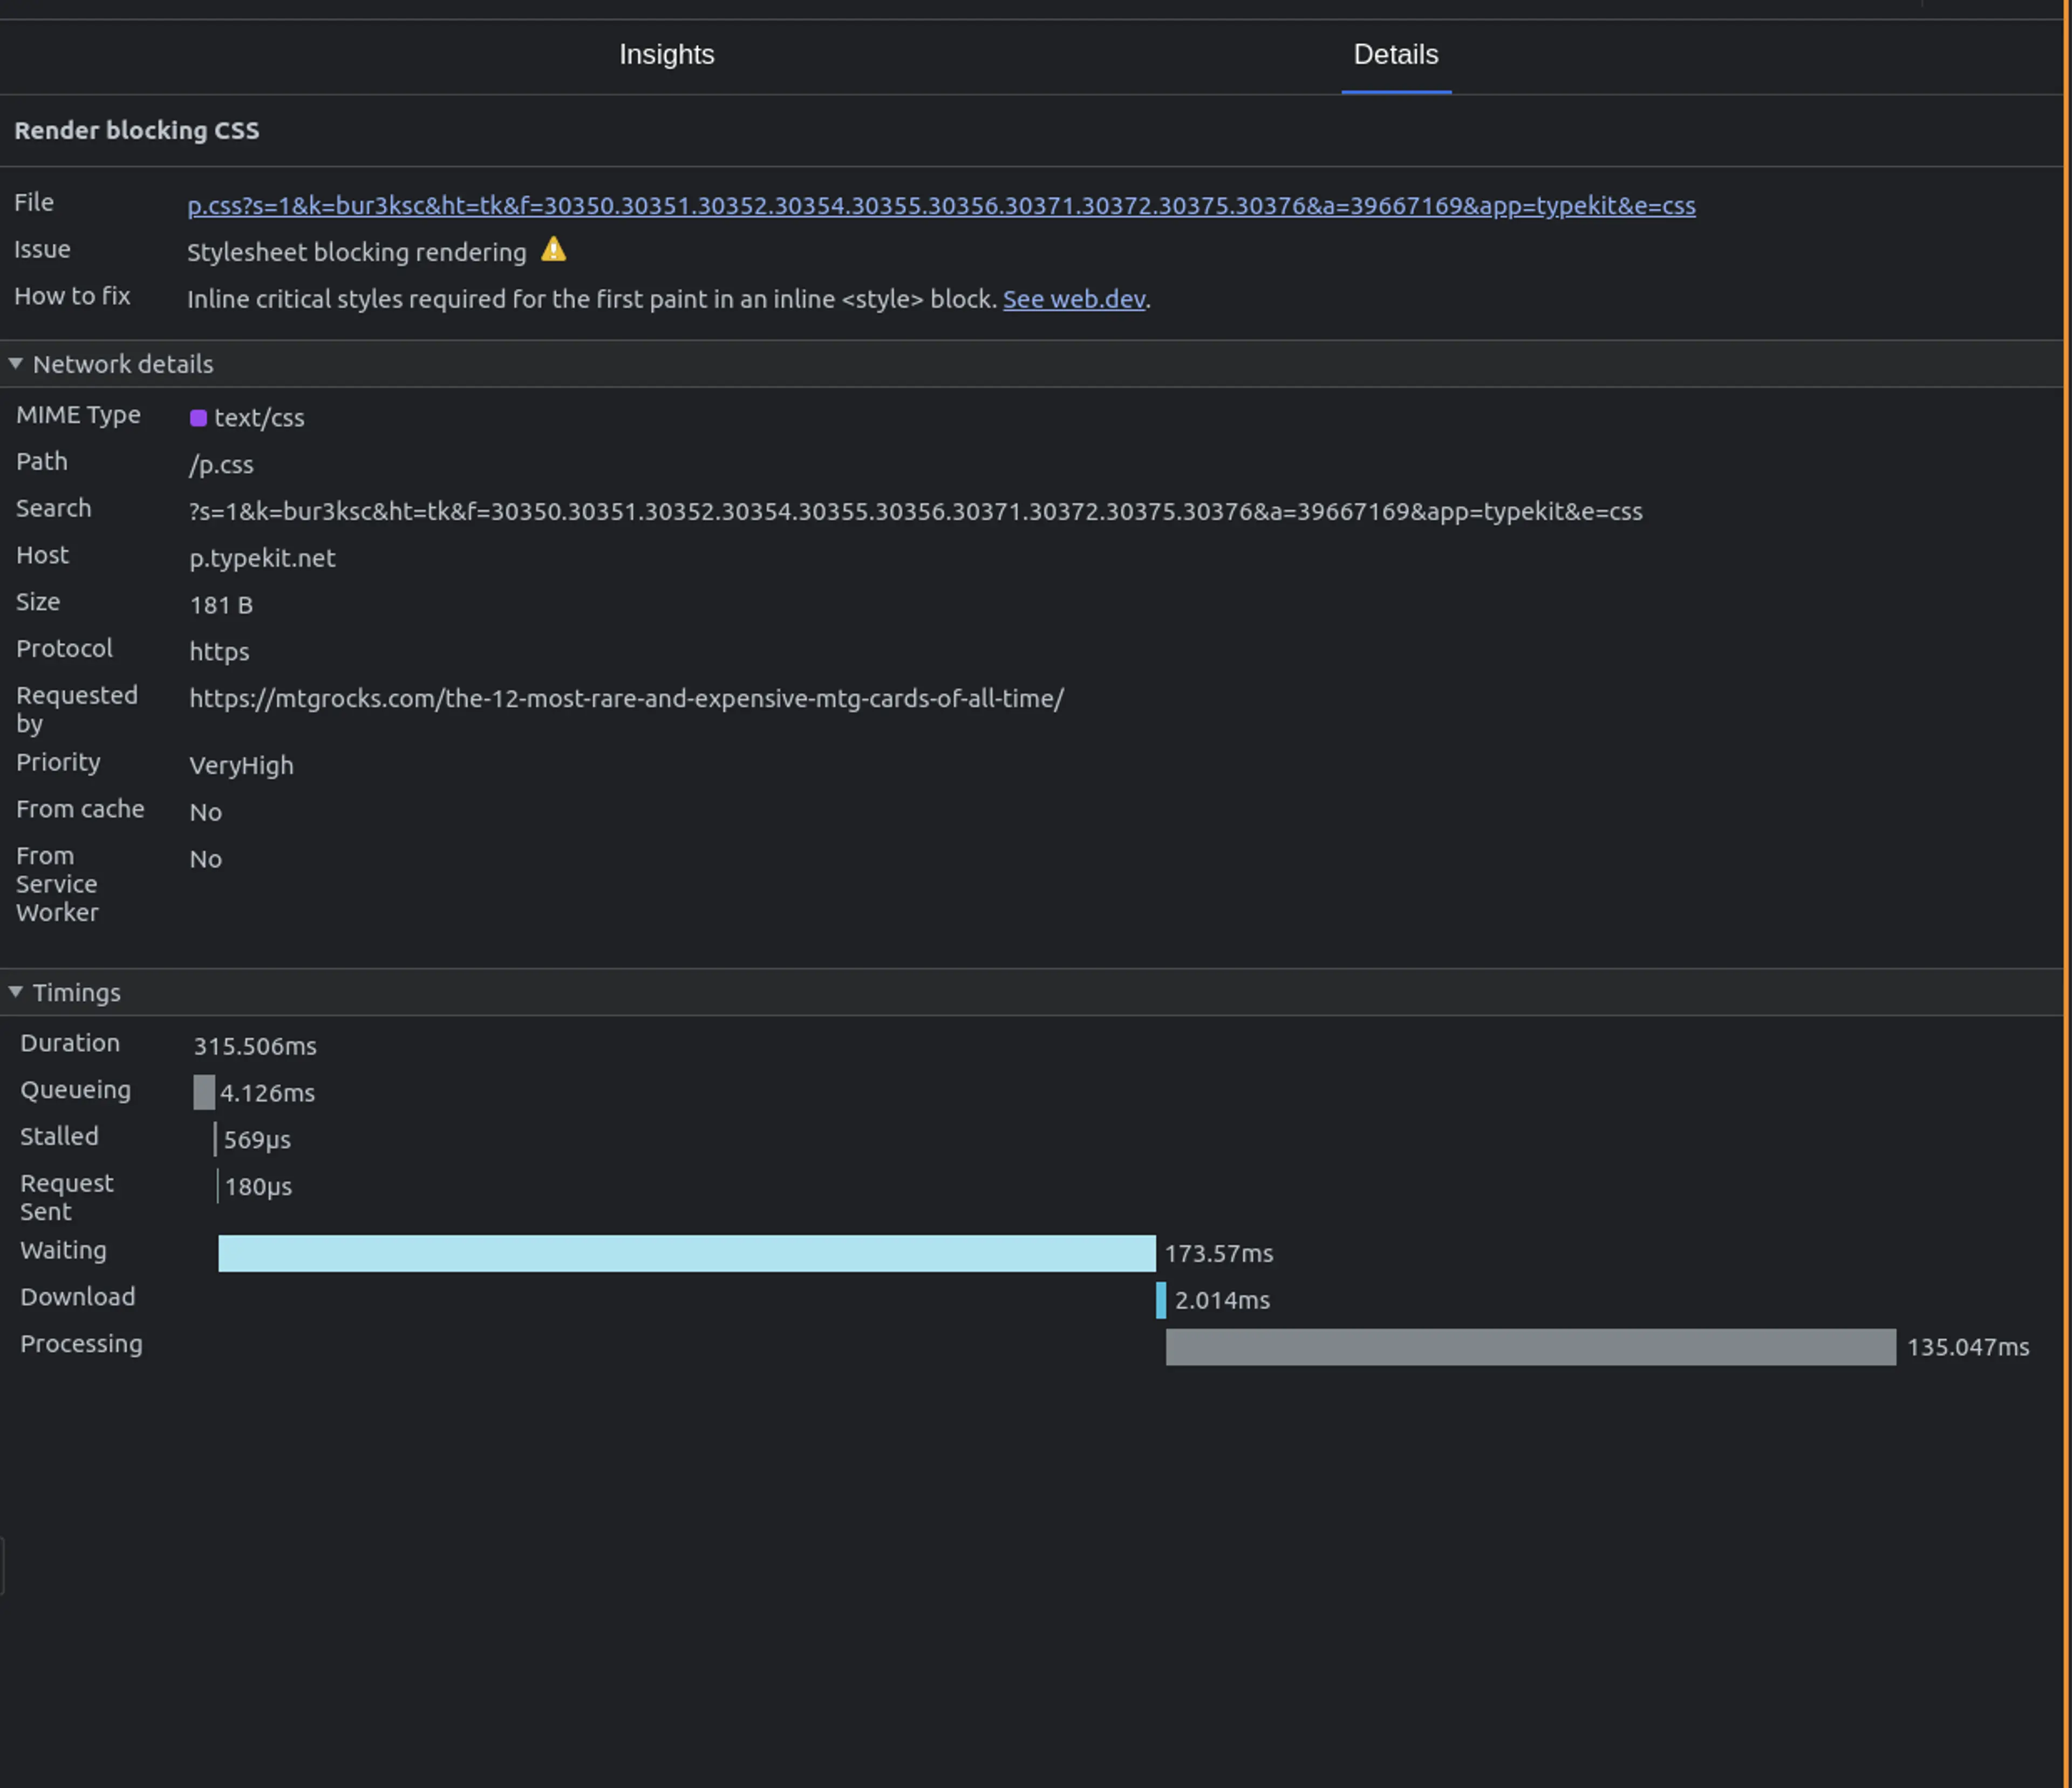 Insights Details
Render blocking CSS
File p.css?s=1&k=bur3ksc&ht=tk&f=30350.30351.30352.30354.30355.30356.30371.30372.30375.30376&a=39667169&app=typekit&e=css
Issue Stylesheet blocking rendering
How to fix Inline critical styles required for the first paint in an inline <style> block. See web.dev.
Network details
MIME Type text/css
Path /p.css
Search ?s=1&k=bur3ksc&ht=tk&f=30350.30351.30352.30354.30355.30356.30371.30372.30375.30376&a=39667169&app=typekit&e=css
Host p.typekit.net
Size 181 B
Protocol https
Requested by https://mtgrocks.com/the-12-most-rare-and-expensive-mtg-cards-of-all-time/
Priority VeryHigh
From cache No
From Service Worker No
Timings
Duration 315.506ms
Queueing 4.126ms
Stalled 569μs
Request Sent 180μs
Waiting 173.57ms
Download 2.014ms
Processing 135.047ms